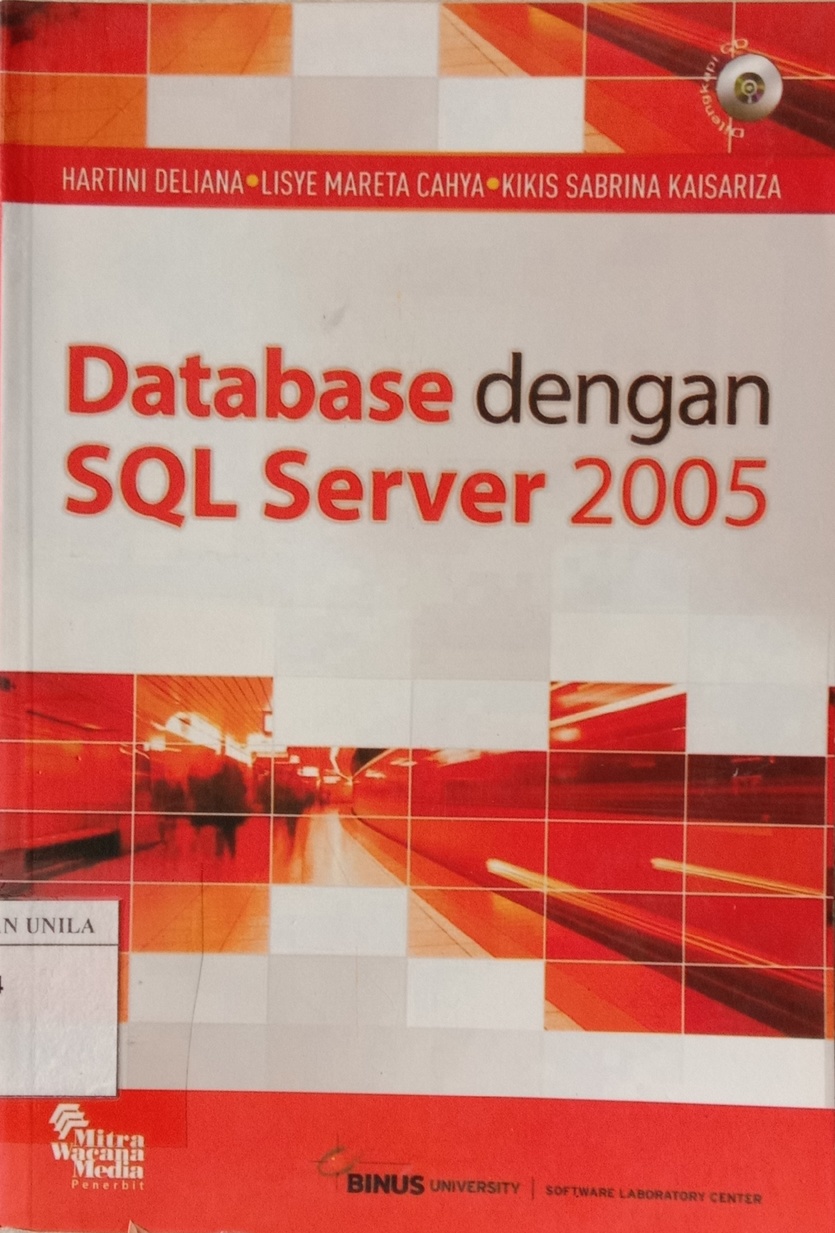 Dilengkapi CD
HARTINI DELIANA•LISYE MARETA CAHYA•KIKIS SABRINA KAISARIZA
Database dengan
SQL Server 2005
N UNILA
4
Mitra
Wacana
Media
Penerbit
BINUS UNIVERSITY | SOFTWARE LABORATORY CENTER